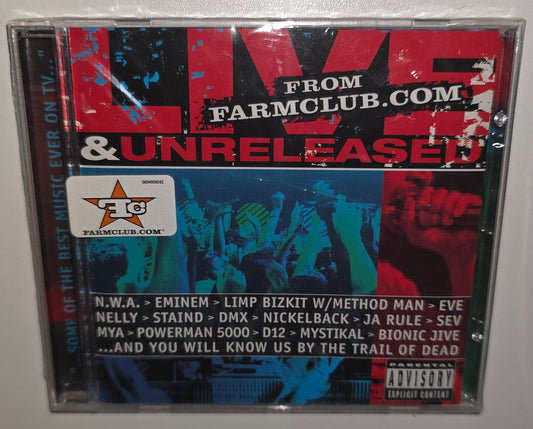 LIVE
FROM
FARMCLUB.COM
& UNRELEASED
"...SOME OF THE BEST MUSIC EVER ON TV..."
FC
FARMCLUB.COM™
N.W.A. > EMINEM > LIMP BIZKIT W/METHOD MAN > EVE
NELLY > STAIND > DMX > NICKELBACK > JA RULE > SEV
MYA > POWERMAN 5000 > D12 > MYSTIKAL > BIONIC JIVE
...AND YOU WILL KNOW US BY THE TRAIL OF DEAD
PARENTAL
ADVISORY
EXPLICIT CONTENT